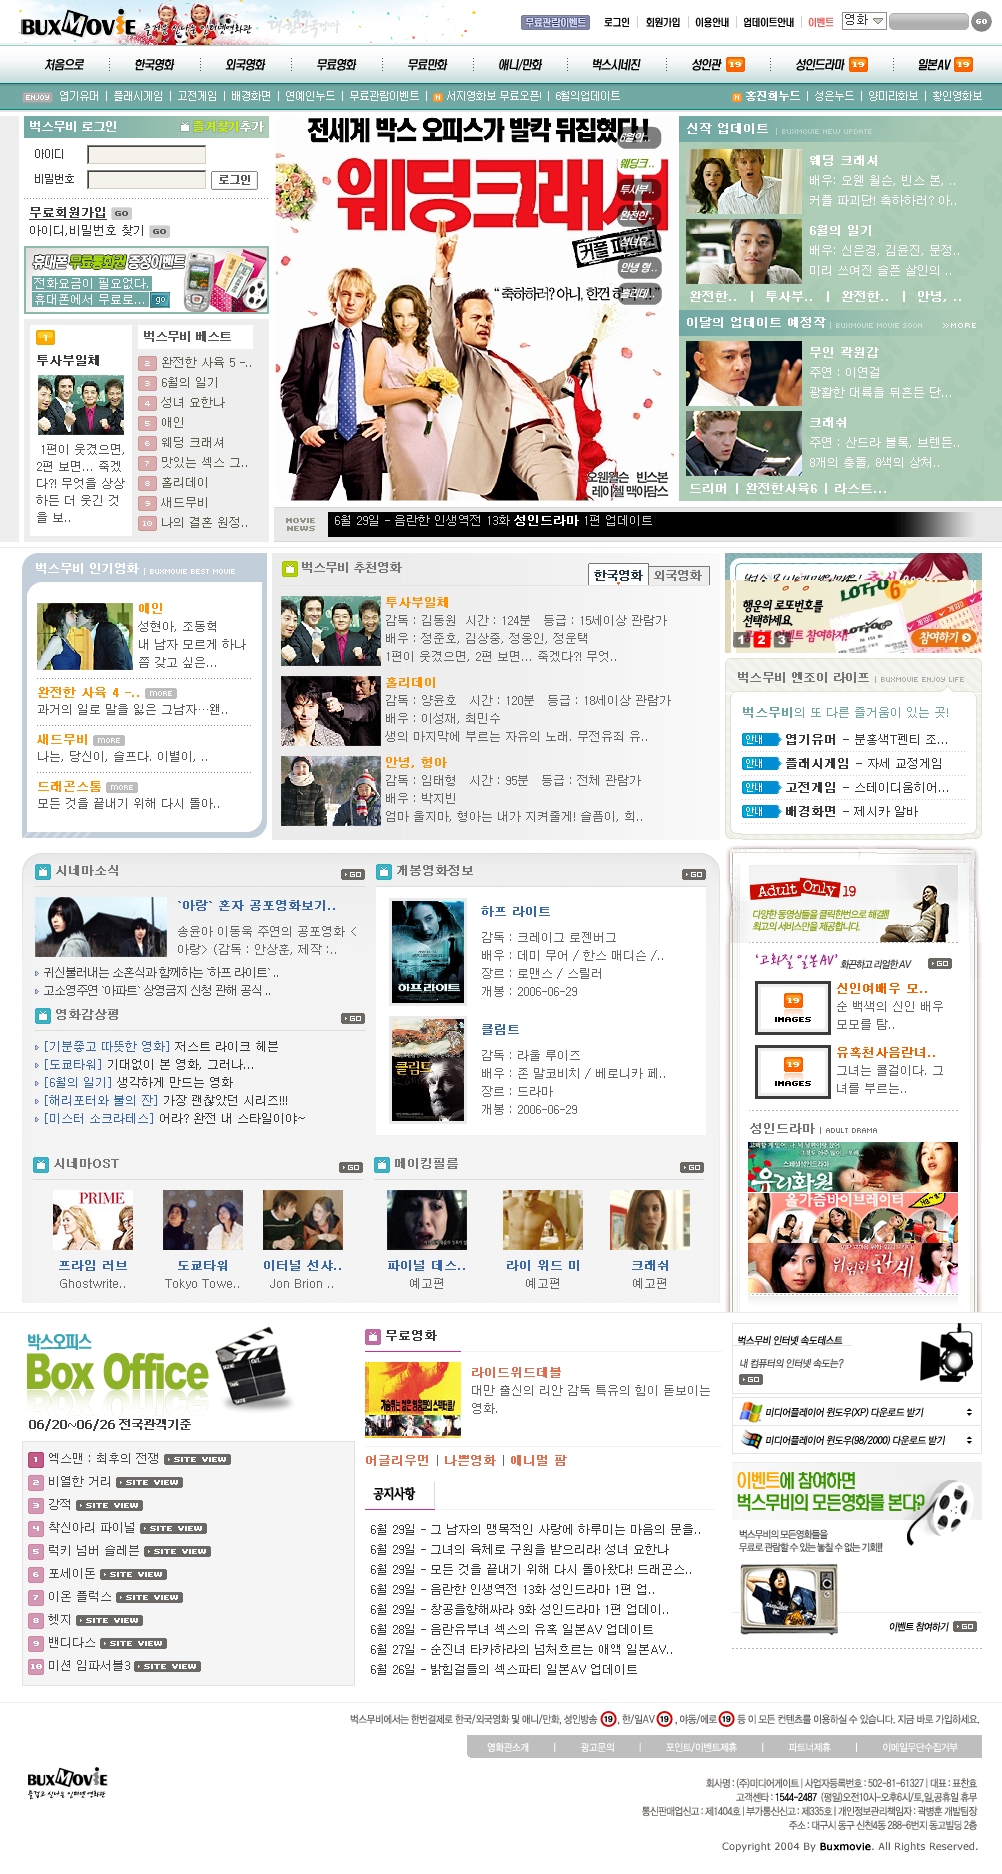 BUXMOVIE
무료관람이벤트 로그인 회원가입 이용안내 업데이트안내 이벤트 영화 GO
처음으로 한국영화 외국영화 무료영화 무료만화 애니/만화 벅스시네진 성인관 19 성인드라마 19 일본AV 19
ENJOY 엽기유머 | 플래시게임 | 고전게임 | 배경화면 | 연예인누드 | 무료관람이벤트 | 서지영화보 무료오픈! | 6월의업데이트
홍진희누드 | 성은누드 | 양미라화보 | 황인영화보
벅스무비 로그인 즐겨찾기추가
아이디
비밀번호 로그인
무료회원가입 GO
아이디,비밀번호 찾기 GO
휴대폰 무료통화권 증정이벤트
전화요금이 필요없다.
휴대폰에서 무료로... go
1
투사부일체
1편이 웃겼으면,
2편 보면... 죽겠
다?! 무엇을 상상
하든 더 웃긴 것
을 보..
벅스무비 베스트
2 완전한 사육 5 -..
3 6월의 일기
4 성녀 요한나
5 애인
6 웨딩 크래셔
7 맛있는 섹스 그..
8 홀리데이
9 새드무비
10 나의 결혼 원정..
전세계 박스 오피스가 발칵 뒤집혔다!
웨딩크래셔
커플 파
"축하하러? 아니, 한건 하
6월의..
웨딩크..
투사부..
완전한..
성녀요..
안녕 형..
홀리데..
오웬윌슨 빈스본
레이첼 맥아담스
MOVIE NEWS 6월 29일 - 음란한 인생역전 13화 성인드라마 1편 업데이트
신작 업데이트 | BUXMOVIE NEW UPDATE
웨딩 크래셔
배우: 오웬 윌슨, 빈스 본, ..
커플 파괴단! 축하하러? 아..
6월의 일기
배우: 신은경, 김윤진, 문정..
미리 쓰여진 슬픈 살인의 ..
완전한.. | 투사부.. | 완전한.. | 안녕, ..
이달의 업데이트 예정작 | BUXMOVIE MOVIE SOON >>MORE
무인 곽원갑
주연 : 이연걸
광활한 대륙을 뒤흔든 단...
크래쉬
주연 : 산드라 블록, 브렌든..
8개의 충돌, 8색의 상처..
드리머 | 완전한사육6 | 라스트...
벅스무비 인기영화 | BUXMOVIE BEST MOVIE
애인
성현아, 조동혁
내 남자 모르게 하나
쯤 갖고 싶은...
완전한 사육 4 -.. MORE
과거의 일로 말을 잃은 그남자…왠..
새드무비 MORE
나는, 당신이, 슬프다. 이별이, ..
드래곤스톰 MORE
모든 것을 끝내기 위해 다시 돌아..
벅스무비 추천영화 한국영화 외국영화
투사부일체
감독 : 김동원 시간 : 124분 등급 : 15세이상 관람가
배우 : 정준호, 김상중, 정웅인, 정운택
1편이 웃겼으면, 2편 보면... 죽겠다?! 무엇..
홀리데이
감독 : 양윤호 시간 : 120분 등급 : 18세이상 관람가
배우 : 이성재, 최민수
생의 마지막에 부르는 자유의 노래. 무전유죄 유..
안녕, 형아
감독 : 임태형 시간 : 95분 등급 : 전체 관람가
배우 : 박지빈
엄마 울지마, 형아는 내가 지켜줄게! 슬픔이, 희..
LOTTO 6
행운의 로또번호를
선택하세요.
1 2 3 참여하기
벅스무비 엔조이 라이프 | BUXMOVIE ENJOY LIFE
벅스무비의 또 다른 즐거움이 있는 곳!
안내 엽기유머 - 분홍색T팬티 조...
안내 플래시게임 - 자세 교정게임
안내 고전게임 - 스테이디움히어...
안내 배경화면 - 제시카 알바
시네마소식 GO
`아랑` 혼자 공포영화보기..
송윤아 이동욱 주연의 공포영화 <
아랑> (감독 : 안상훈, 제작 :..
귀신불러내는 소혼식과 함께하는 `하프 라이트` ..
고소영주연 `아파트` 상영금지 신청 관해 공식 ..
영화감상평 GO
[기분좋고 따뜻한 영화] 저스트 라이크 헤븐
[도쿄타워] 기대없이 본 영화, 그러나...
[6월의 일기] 생각하게 만드는 영화
[해리포터와 불의 잔] 가장 괜찮았던 시리즈!!!
[미스터 소크라테스] 어라? 완전 내 스타일이야~
개봉영화정보 GO
하프라이트
하프 라이트
감독 : 크레이그 로젠버그
배우 : 데미 무어 / 한스 매디슨 /..
장르 : 로맨스 / 스릴러
개봉 : 2006-06-29
클림트
클림트
감독 : 라울 루이즈
배우 : 존 말코비치 / 베로니카 페..
장르 : 드라마
개봉 : 2006-06-29
Adult Only 19
다양한 동영상들을 클릭한번으로 해결!!!
최고의 서비스만을 제공합니다.
'고화질 일본AV' 화끈하고 리얼한 AV GO
19 IMAGES
신인여배우 모..
순 백색의 신인 배우
모모를 탐..
19 IMAGES
유혹천사음란녀..
그녀는 콜걸이다. 그
녀를 부르는..
성인드라마 | ADULT DRAMA
우리화원
올가즘바이브레이터
위험한 관계
시네마OST GO
PRIME
프라임 러브
Ghostwrite..
도쿄타워
Tokyo Towe..
이터널 선샤..
Jon Brion ..
메이킹필름 GO
파이널 데스..
예고편
라이 위드 미
예고편
크래쉬
예고편
박스오피스
Box Office
06/20~06/26 전국관객기준
1 엑스맨 : 최후의 전쟁 SITE VIEW
2 비열한 거리 SITE VIEW
3 강적 SITE VIEW
4 착신아리 파이널 SITE VIEW
5 럭키 넘버 슬레븐 SITE VIEW
6 포세이돈 SITE VIEW
7 이온 플럭스 SITE VIEW
8 헷지 SITE VIEW
9 밴디다스 SITE VIEW
10 미션 임파서블3 SITE VIEW
무료영화
라이드위드데블
대만 출신의 리안 감독 특유의 힘이 돋보이는
영화.
어글리우먼 | 나쁜영화 | 애니멀 팜
공지사항
6월 29일 - 그 남자의 맹목적인 사랑에 하루미는 마음의 문을..
6월 29일 - 그녀의 육체로 구원을 받으리라! 성녀 요한나
6월 29일 - 모든 것을 끝내기 위해 다시 돌아왔다! 드래곤스..
6월 29일 - 음란한 인생역전 13화 성인드라마 1편 업..
6월 29일 - 창공을향해싸라 9화 성인드라마 1편 업데이..
6월 28일 - 음란유부녀 섹스의 유혹 일본AV 업데이트
6월 27일 - 순진녀 타카하라의 넘쳐흐르는 애액 일본AV..
6월 26일 - 밝힘걸들의 섹스파티 일본AV 업데이트
벅스무비 인터넷 속도테스트
내 컴퓨터의 인터넷 속도는?
GO
미디어플레이어 윈도우(XP) 다운로드 받기
미디어플레이어 윈도우(98/2000) 다운로드 받기
이벤트에 참여하면
벅스무비의 모든영화를 본다?
벅스무비의 모든영화들을
무료로 관람할 수 있는 놓칠 수 없는 기회!!!
이벤트 참여하기 GO
벅스무비에서는 한번결제로 한국/외국영화 및 애니/만화, 성인방송 19, 한/일AV 19, 야동/에로 19 등 이 모든 컨텐츠를 이용하실 수 있습니다. 지금 바로 가입하세요.
영화관소개 | 광고문의 | 포인트/이벤트제휴 | 파트너제휴 | 이메일무단수집거부
BUXMOVIE
즐겁고 신나는 인터넷영화관
회사명 : (주)미디어게이트 | 사업자등록번호 : 502-81-61327 | 대표 : 표찬효
고객센타 : 1544-2487 (평일)오전10시-오후6시/토,일,공휴일 휴무
통신판매업신고 : 제1404호 | 부가통신신고 : 제335호 | 개인정보관리책임자 : 곽병훈 개발팀장
주소 : 대구시 동구 신천4동 288-6번지 동고빌딩 2층
Copyright 2004 By Buxmovie. All Rights Reserved.